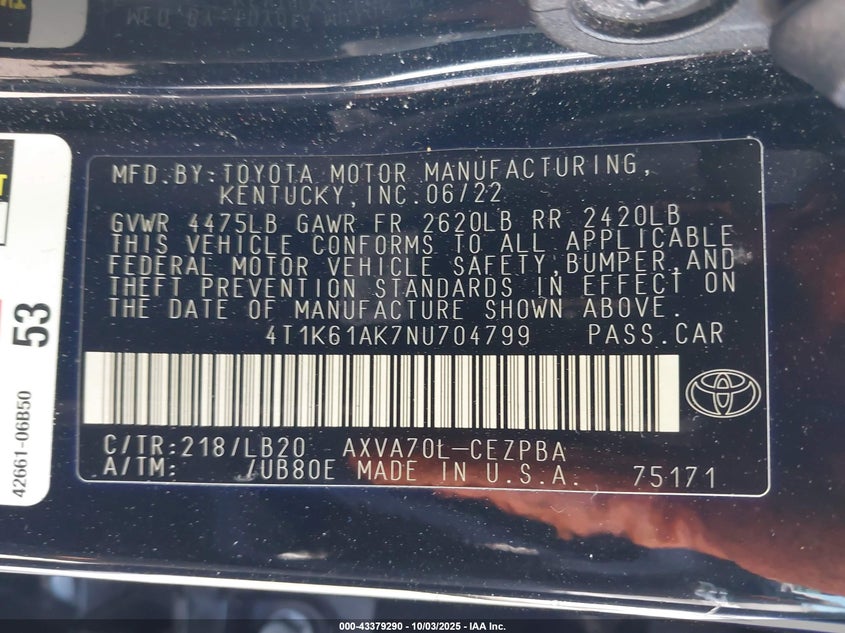 MFD.BY:TOYOTA MOTOR MANUFACTURING,
KENTUCKY,INC.06/22
GVWR 4475LB GAWR FR 2620LB RR 2420LB
THIS VEHICLE CONFORMS TO ALL APPLICABLE
FEDERAL MOTOR VEHICLE SAFETY,BUMPER,AND
THEFT PREVENTION STANDARDS IN EFFECT ON
THE DATE OF MANUFACTURE SHOWN ABOVE.
4T1K61AK7NU704799 PASS.CAR
C/TR:218/LB20 AXVA70L-CEZPBA
A/TM: /UB80E MADE IN U.S.A. 75171
53
42661-06B50
000-43379290 - 10/03/2025 - IAA Inc.